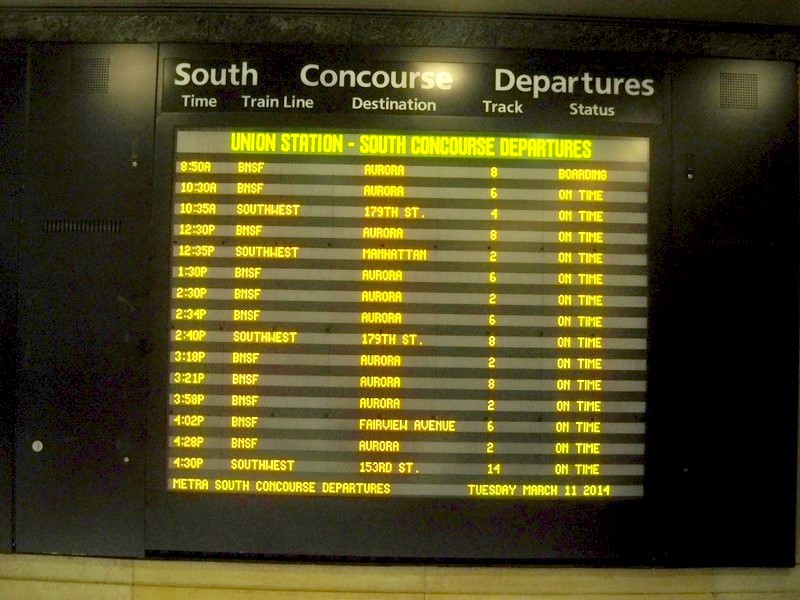 South Concourse Departures
Time Train Line Destination Track Status
UNION STATION - SOUTH CONCOURSE DEPARTURES
8:50A BNSF AURORA 8 BOARDING
10:30A BNSF AURORA 6 ON TIME
10:35A SOUTHWEST 179TH ST. 4 ON TIME
12:30P BNSF AURORA 8 ON TIME
12:35P SOUTHWEST MANHATTAN 2 ON TIME
1:30P BNSF AURORA 6 ON TIME
2:30P BNSF AURORA 2 ON TIME
2:34P BNSF AURORA 6 ON TIME
2:40P SOUTHWEST 179TH ST. 8 ON TIME
3:18P BNSF AURORA 2 ON TIME
3:21P BNSF AURORA 8 ON TIME
3:58P BNSF AURORA 2 ON TIME
4:02P BNSF FAIRVIEW AVENUE 6 ON TIME
4:28P BNSF AURORA 2 ON TIME
4:30P SOUTHWEST 153RD ST. 14 ON TIME
METRA SOUTH CONCOURSE DEPARTURES TUESDAY MARCH 11 2014